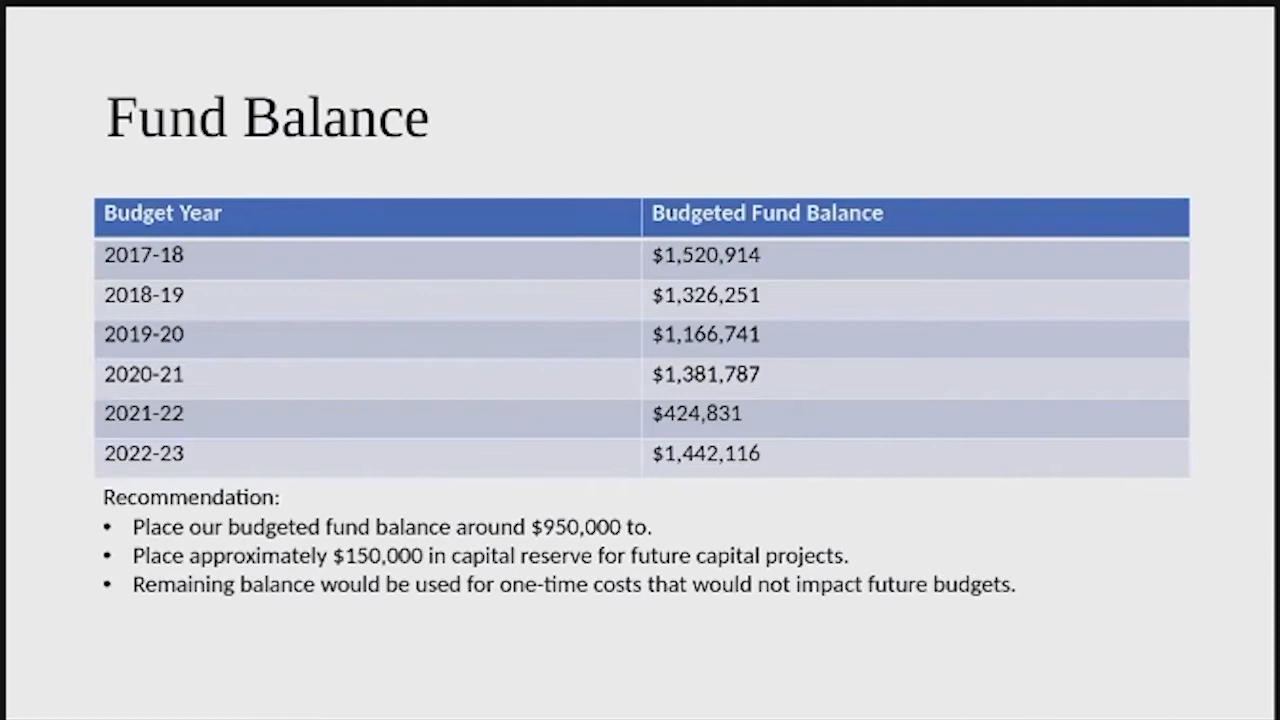 Fund Balance
Budget Year Budgeted Fund Balance
2017-18 $1,520,914
2018-19 $1,326,251
2019-20 $1,166,741
2020-21 $1,381,787
2021-22 $424,831
2022-23 $1,442,116
Recommendation:
• Place our budgeted fund balance around $950,000 to.
• Place approximately $150,000 in capital reserve for future capital projects.
• Remaining balance would be used for one-time costs that would not impact future budgets.